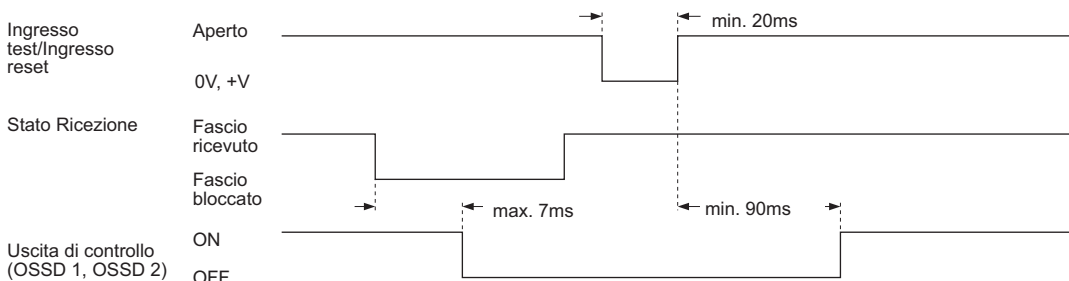 Ingresso
test/Ingresso
reset
Aperto
0V, +V
min. 20ms
Stato Ricezione
Fascio
ricevuto
Fascio
bloccato
max. 7ms
min. 90ms
Uscita di controllo
(OSSD 1, OSSD 2)
ON
OFF